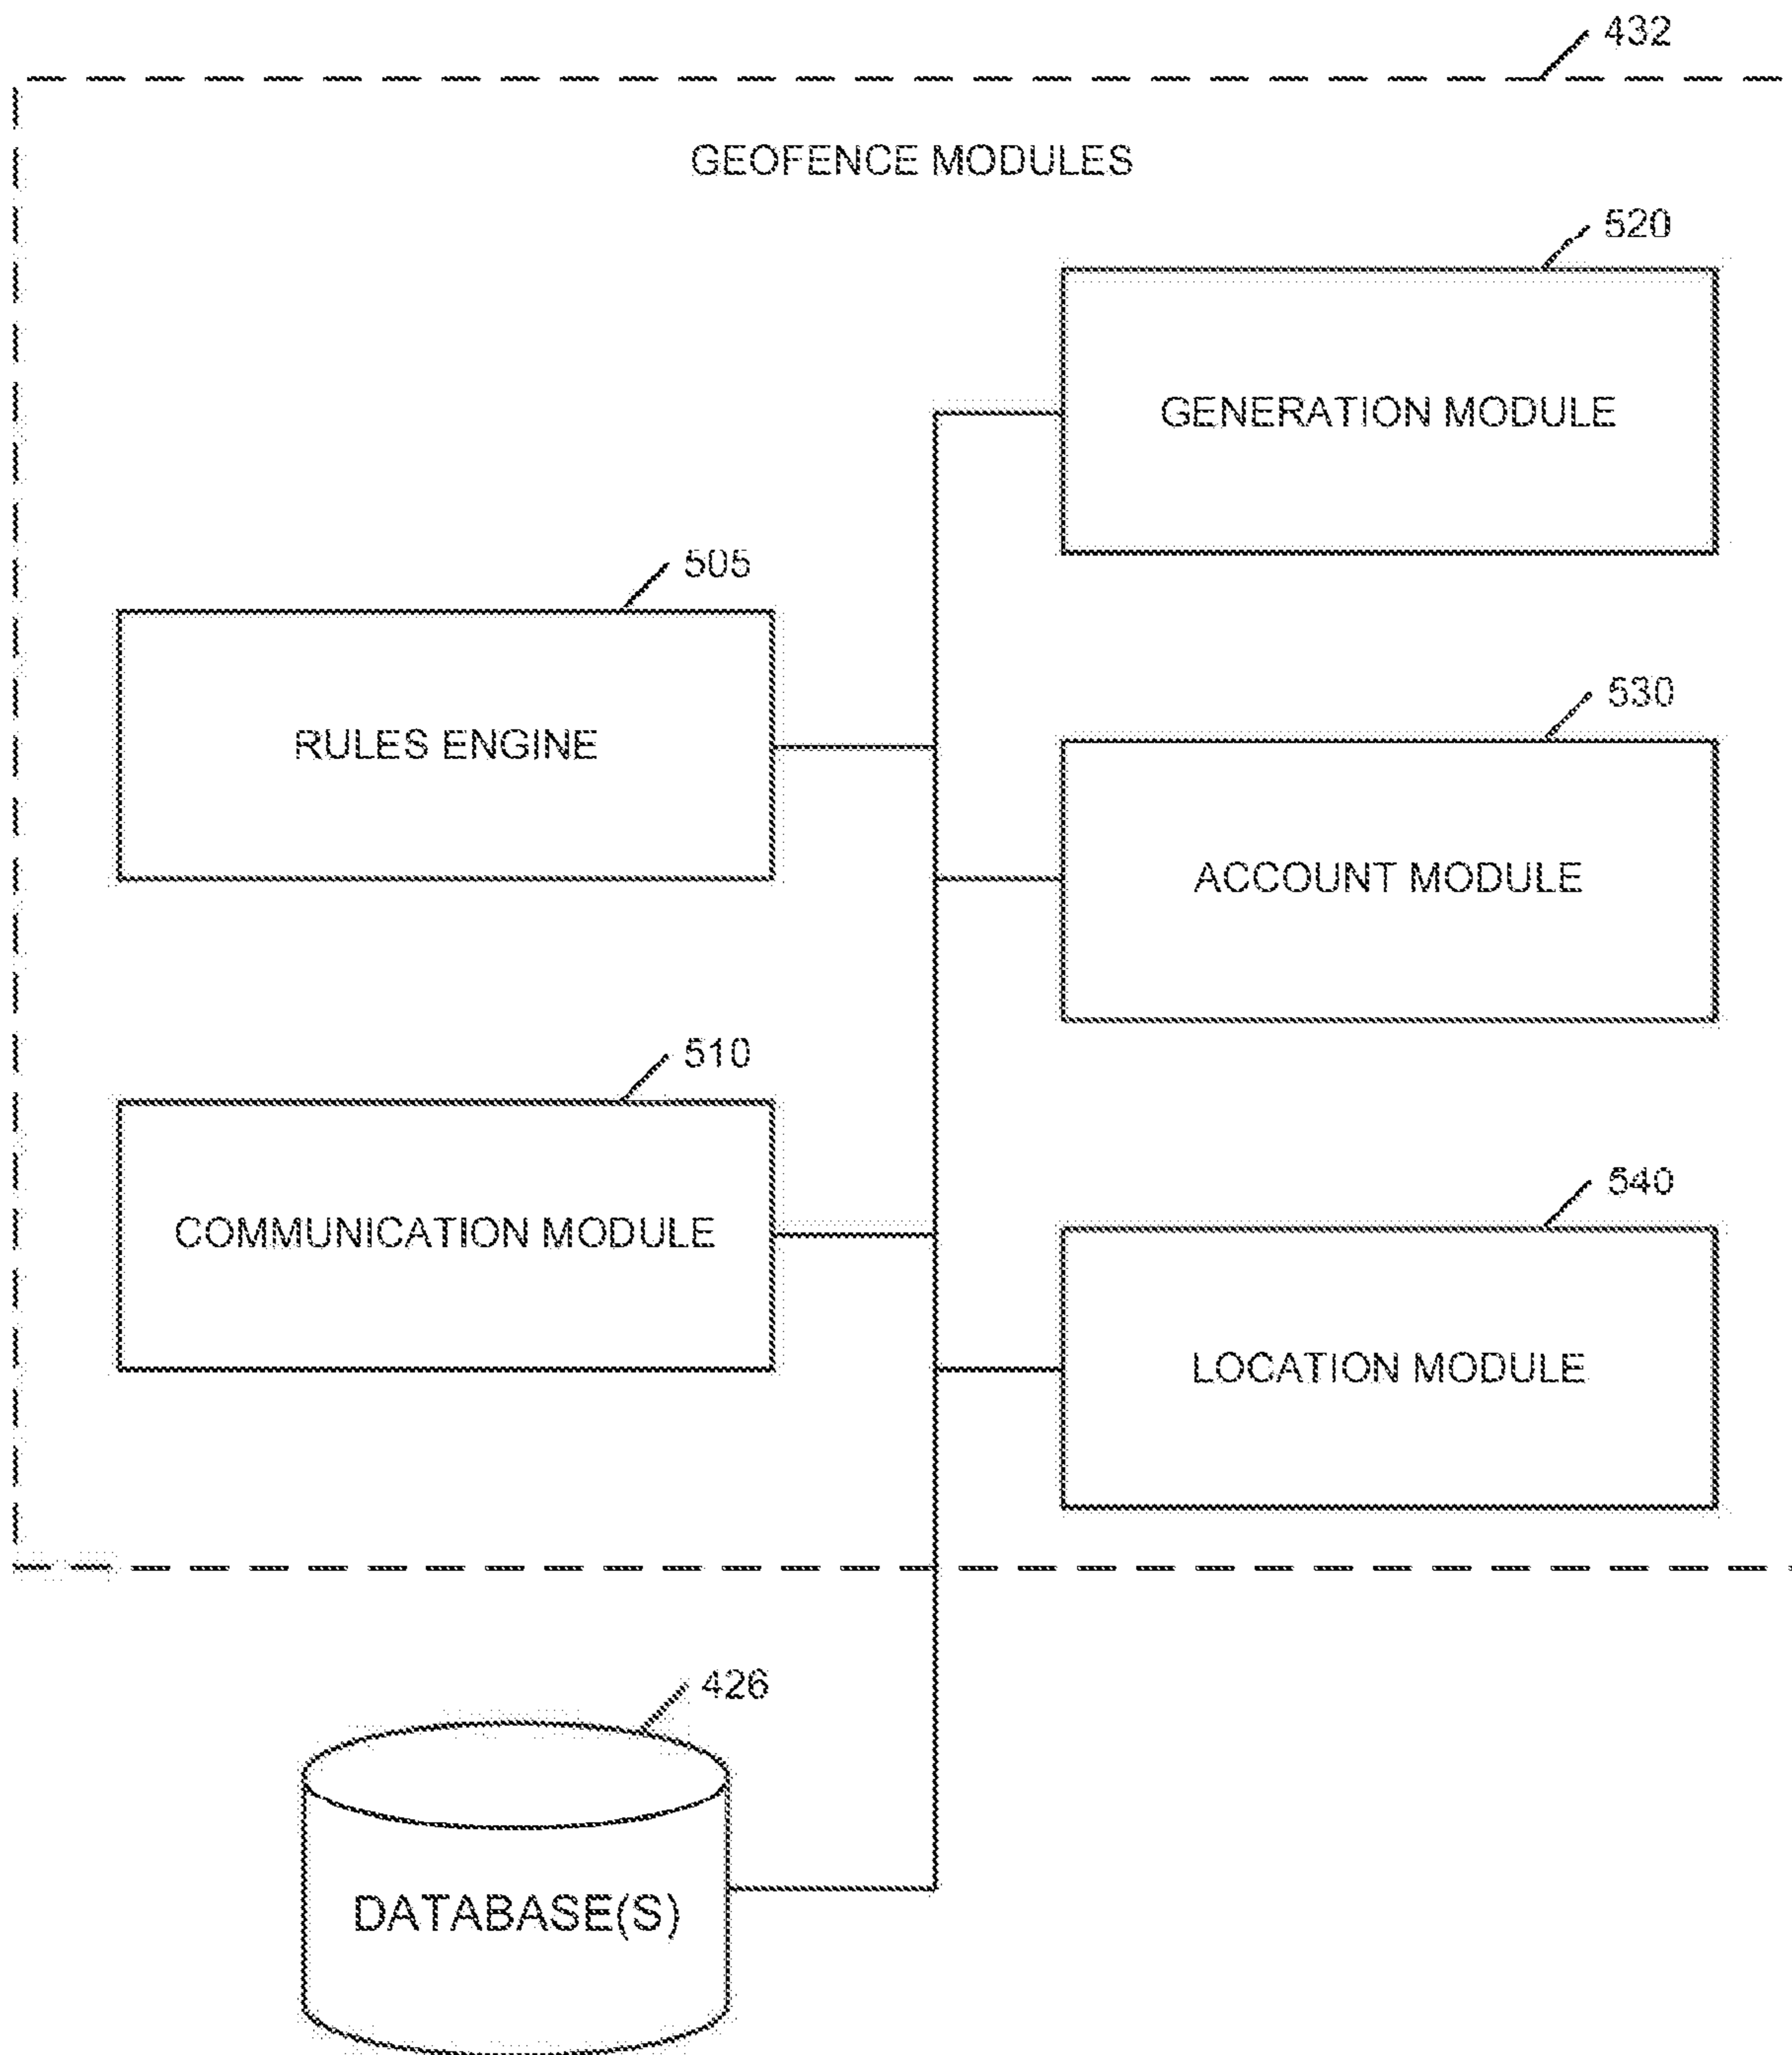 432
GEOFENCE MODULES
520
GENERATION MODULE
505
RULES ENGINE
530
ACCOUNT MODULE
510
COMMUNICATION MODULE
540
LOCATION MODULE
426
DATABASE(S)